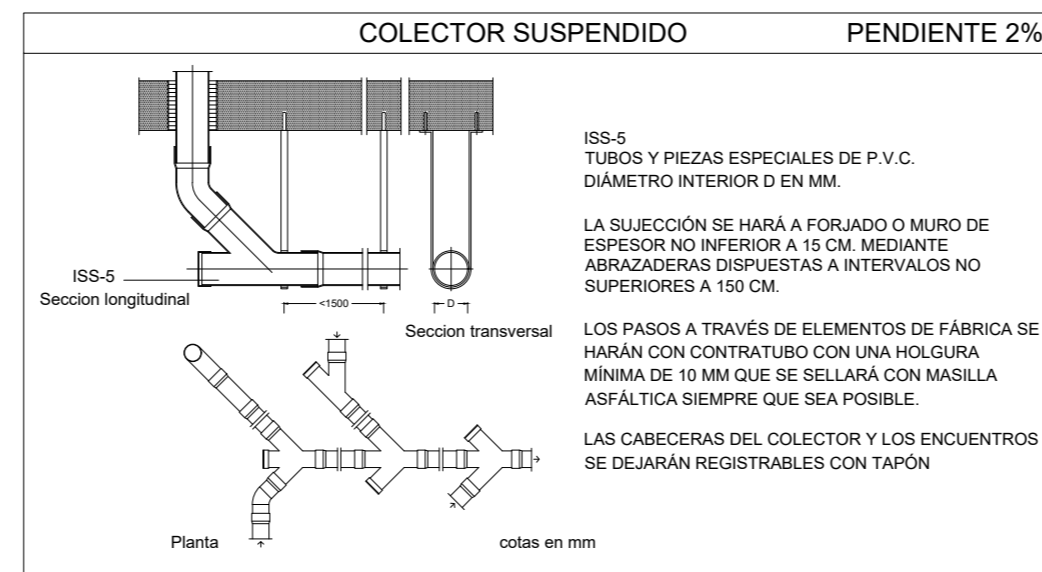 COLECTOR SUSPENDIDO PENDIENTE 2%
ISS-5
Seccion longitudinal
<1500
D
Seccion transversal
Planta
cotas en mm
ISS-5
TUBOS Y PIEZAS ESPECIALES DE P.V.C.
DIÁMETRO INTERIOR D EN MM.
LA SUJECCIÓN SE HARÁ A FORJADO O MURO DE
ESPESOR NO INFERIOR A 15 CM. MEDIANTE
ABRAZADERAS DISPUESTAS A INTERVALOS NO
SUPERIORES A 150 CM.
LOS PASOS A TRAVÉS DE ELEMENTOS DE FÁBRICA SE
HARÁN CON CONTRATUBO CON UNA HOLGURA
MÍNIMA DE 10 MM QUE SE SELLARÁ CON MASILLA
ASFÁLTICA SIEMPRE QUE SEA POSIBLE.
LAS CABECERAS DEL COLECTOR Y LOS ENCUENTROS
SE DEJARÁN REGISTRABLES CON TAPÓN